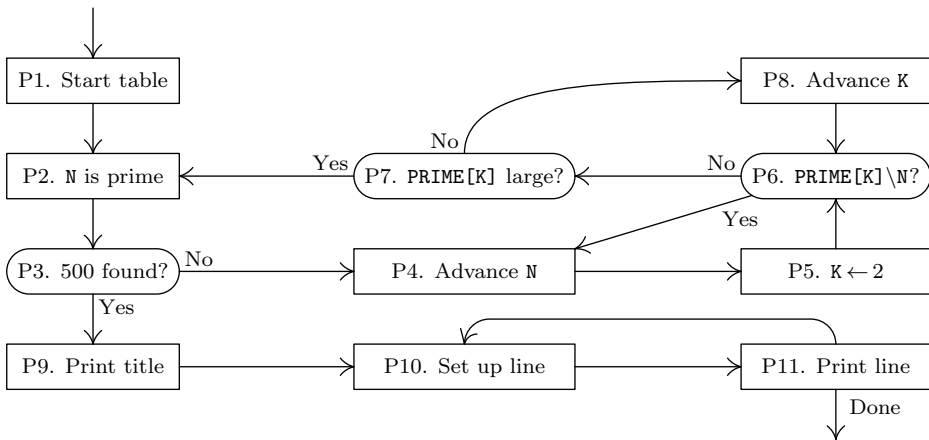 P1. Start table
P8. Advance K
No
Yes
No
P2. N is prime
P7. PRIME[K] large?
P6. PRIME[K]\N?
Yes
P3. 500 found?
No
P4. Advance N
P5. K ← 2
Yes
P9. Print title
P10. Set up line
P11. Print line
Done